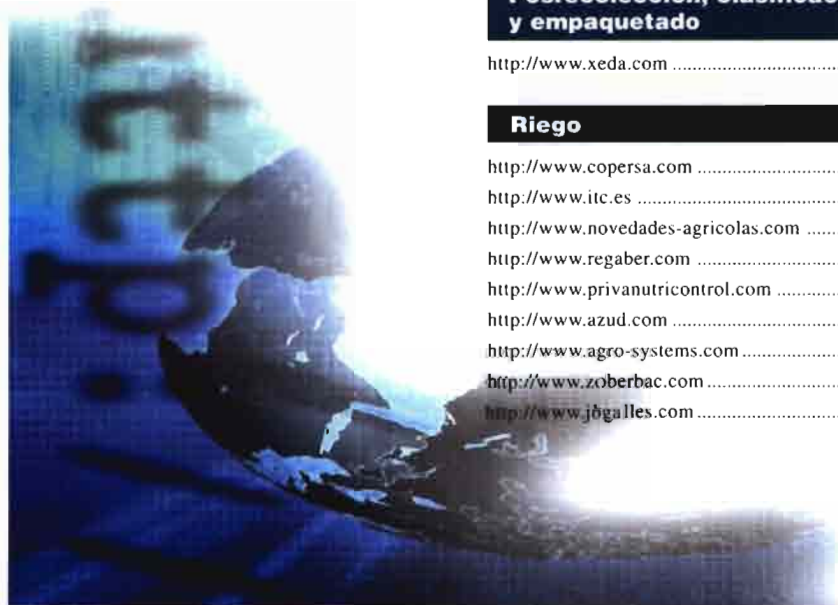 y empaquetado
http://www.xeda.com ..............................
Riego
http://www.copersa.com ..........................
http://www.itc.es ......................................
http://www.novedades-agricolas.com .......
http://www.regaber.com ..........................
http://www.privanutricontrol.com ............
http://www.azud.com ..............................
http://www.agro-systems.com .................
http://www.zoberbac.com .......................
http://www.jogalles.com .........................
http: